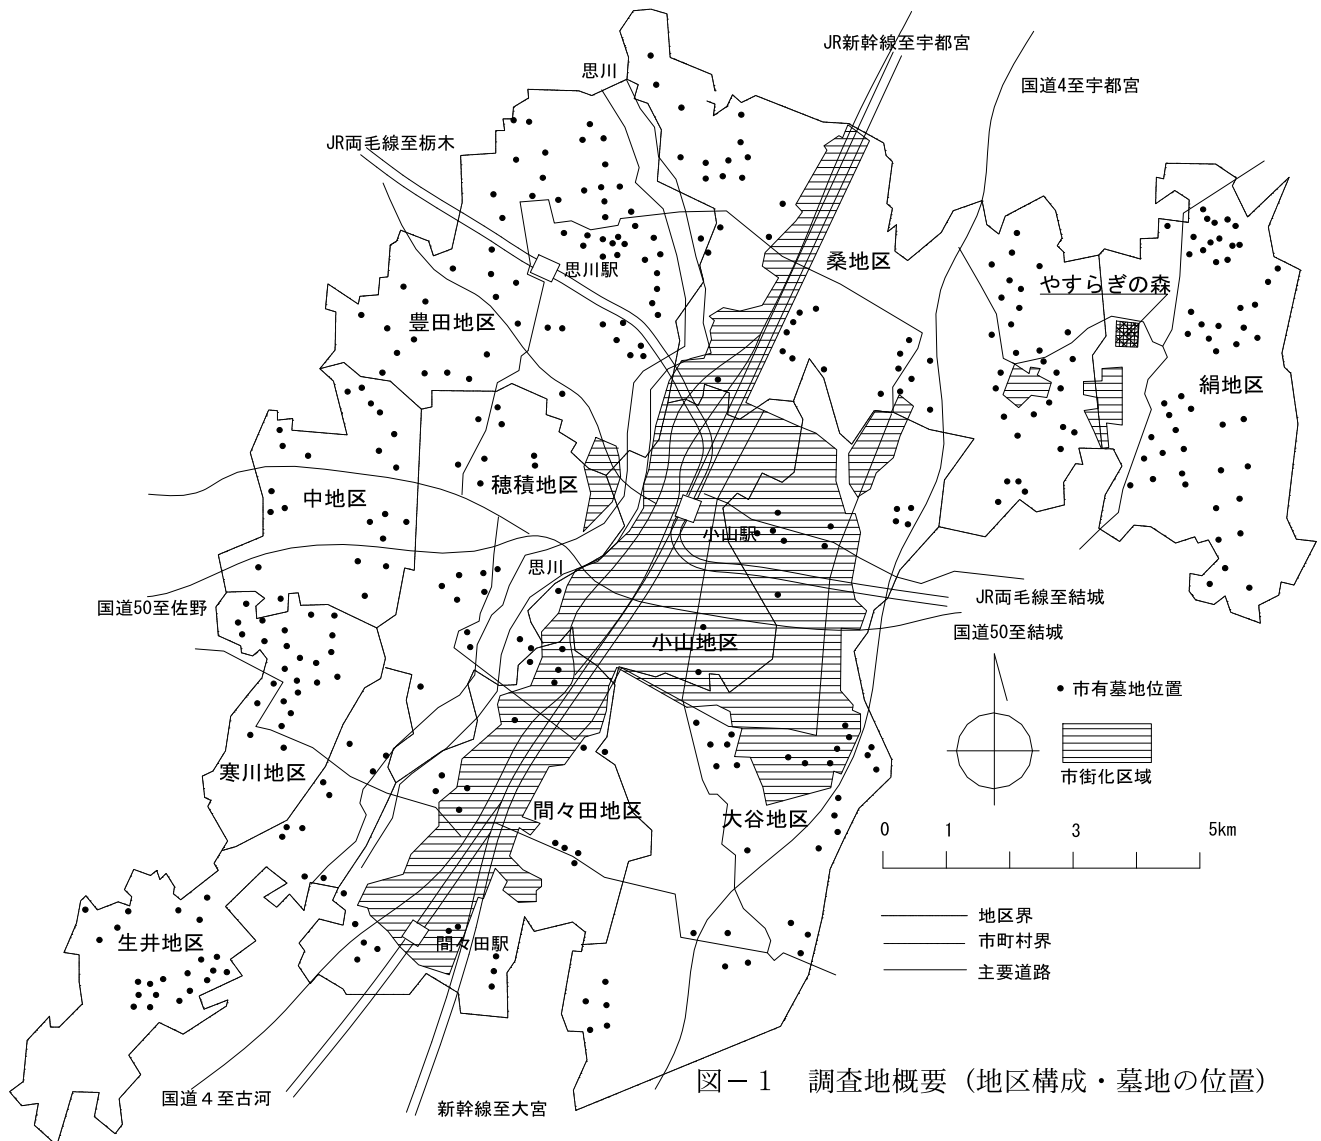 JR新幹線至宇都宮
思川
国道4至宇都宮
JR両毛線至栃木
桑地区
思川駅
やすらぎの森
豊田地区
絹地区
穂積地区
中地区
小山駅
思川
国道50至佐野
JR両毛線至結城
国道50至結城
小山地区
市有墓地位置
寒川地区
市街化区域
間々田地区
大谷地区
0 1 3 5km
地区界
生井地区
間々田駅
市町村界
主要道路
図－１　調査地概要（地区構成・墓地の位置）
国道４至古河
新幹線至大宮